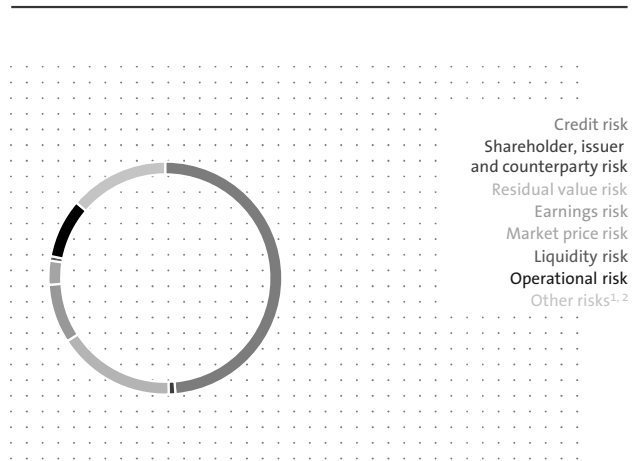 Credit risk
Shareholder, issuer
and counterparty risk
Residual value risk
Earnings risk
Market price risk
Liquidity risk
Operational risk
Other risks¹, ²